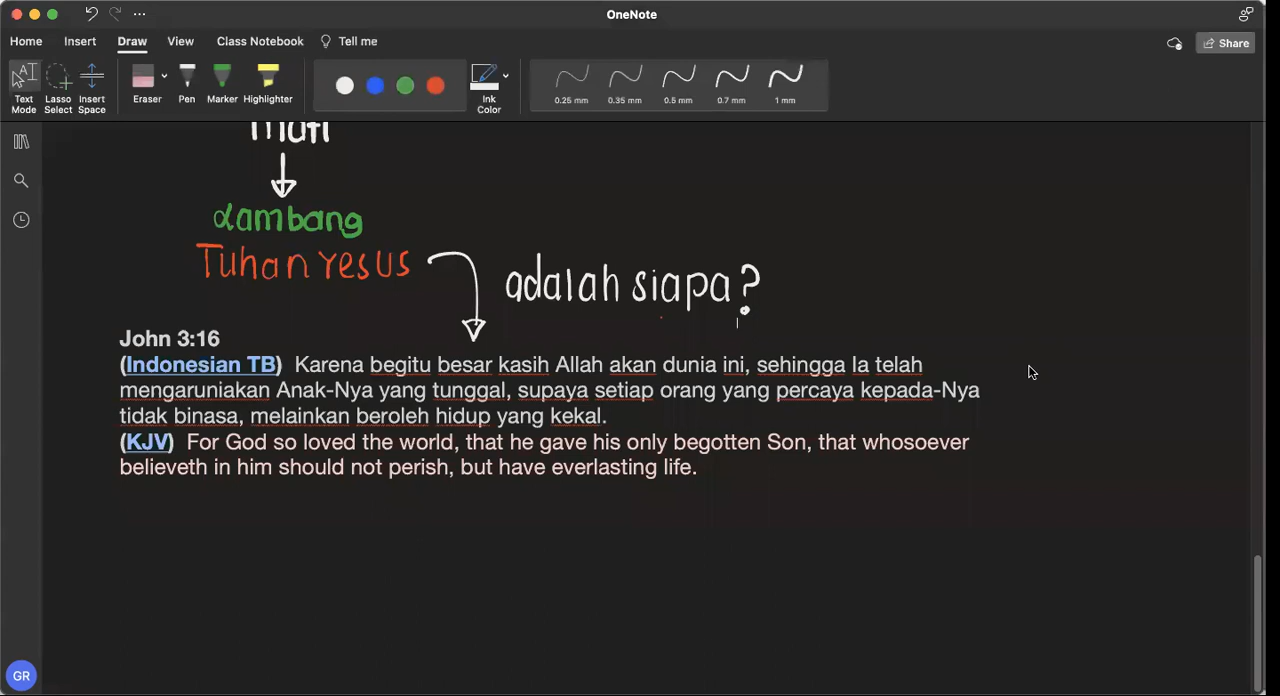 OneNote
Home Insert Draw View Class Notebook Tell me
Share
Text Mode
Lasso Select
Insert Space
Eraser
Pen
Marker
Highlighter
Ink Color
0.25 mm
0.35 mm
0.5 mm
0.7 mm
1 mm
mati
Lambang
Tuhan Yesus
adalah siapa?
John 3:16
(Indonesian TB) Karena begitu besar kasih Allah akan dunia ini, sehingga Ia telah
mengaruniakan Anak-Nya yang tunggal, supaya setiap orang yang percaya kepada-Nya
tidak binasa, melainkan beroleh hidup yang kekal.
(KJV) For God so loved the world, that he gave his only begotten Son, that whosoever
believeth in him should not perish, but have everlasting life.
GR